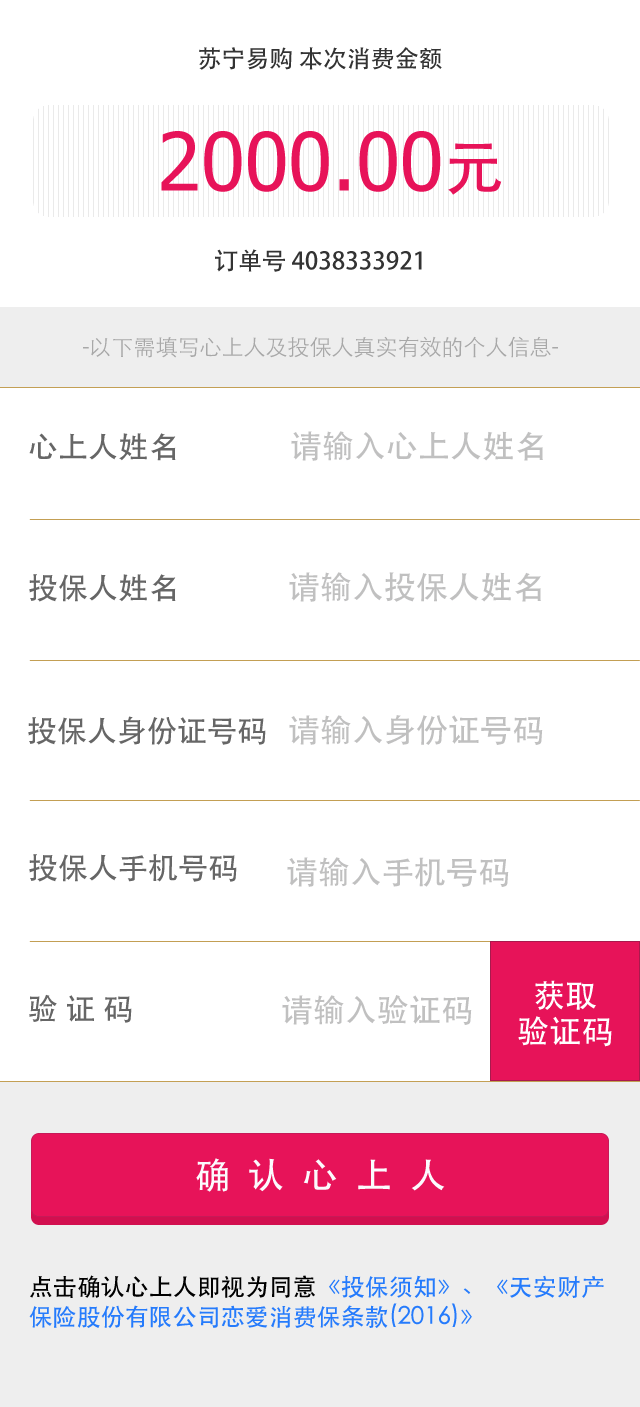 苏宁易购 本次消费金额
2000.00元
订单号 4038333921
-以下需填写心上人及投保人真实有效的个人信息-
心上人姓名 请输入心上人姓名
投保人姓名 请输入投保人姓名
投保人身份证号码 请输入身份证号码
投保人手机号码 请输入手机号码
验证码 请输入验证码
获取
验证码
确认心上人
点击确认心上人即视为同意《投保须知》、《天安财产
保险股份有限公司恋爱消费保条款(2016)》